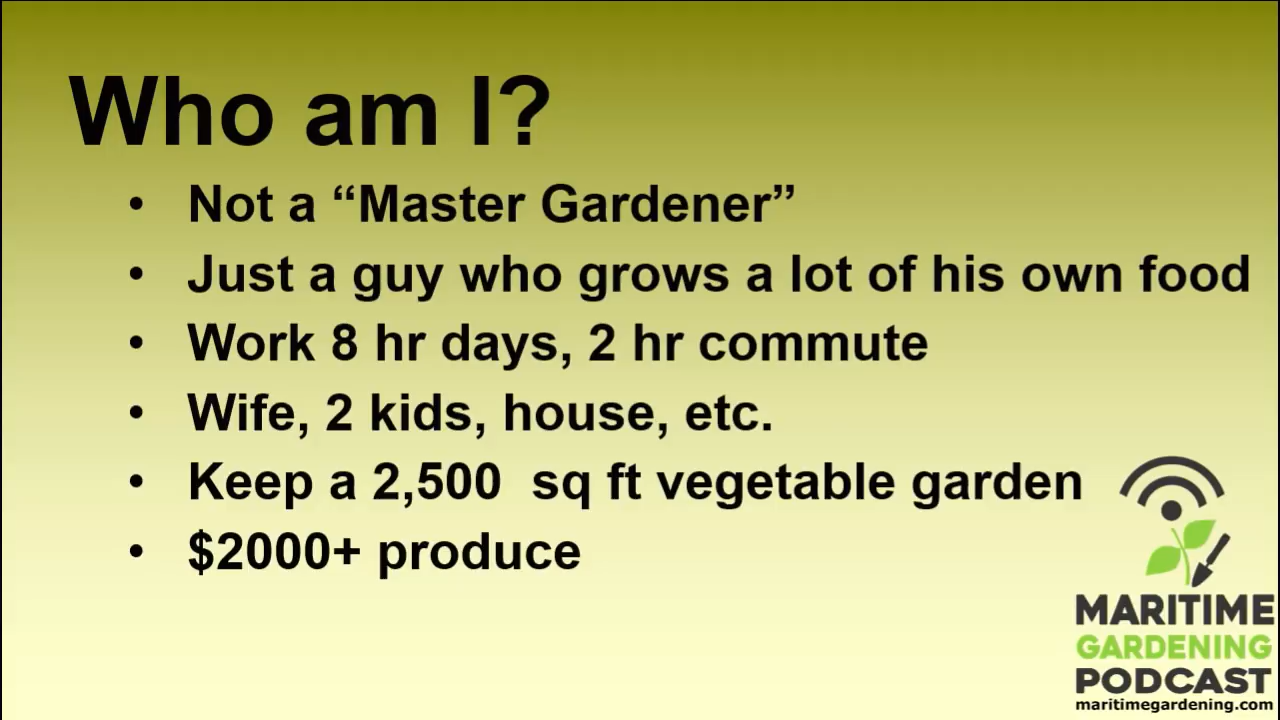 Who am I?
• Not a “Master Gardener”
• Just a guy who grows a lot of his own food
• Work 8 hr days, 2 hr commute
• Wife, 2 kids, house, etc.
• Keep a 2,500  sq ft vegetable garden
• $2000+ produce
MARITIME
GARDENING
PODCAST
maritimegardening.com